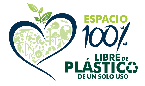 ESPACIO
100%
LIBRE DE
PLÁSTICO
DE UN SOLO USO